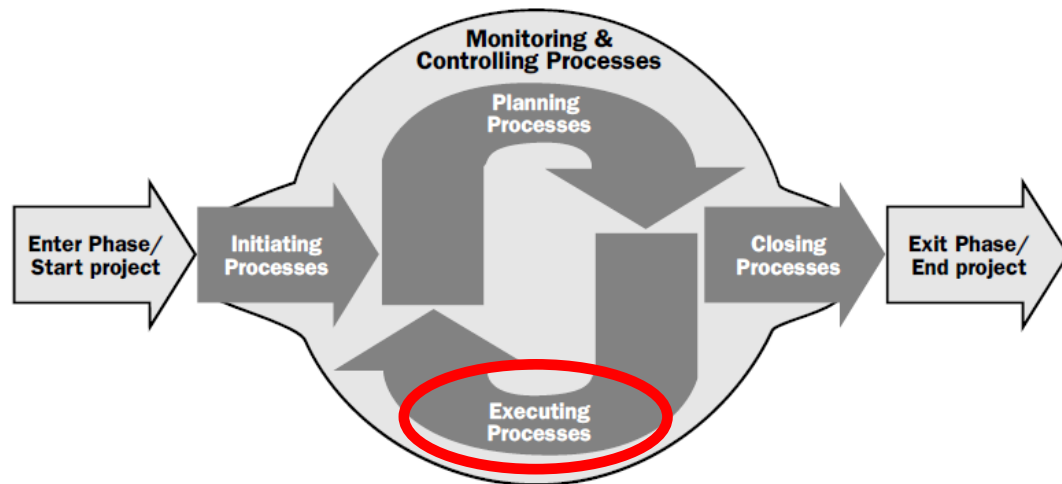 Monitoring &
Controlling Processes
Planning
Processes
Enter Phase/
Start project
Initiating
Processes
Closing
Processes
Exit Phase/
End project
Executing
Processes